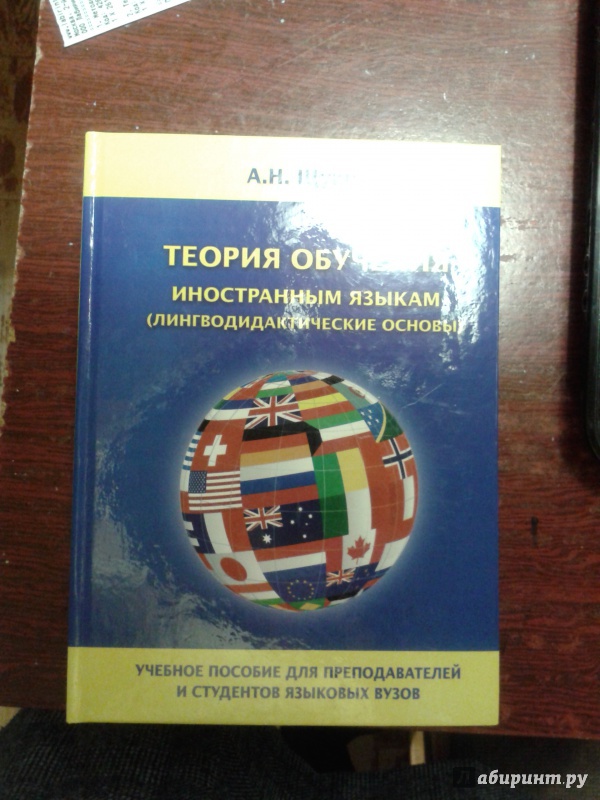 А.Н.
ТЕОРИЯ ОБУЧЕНИЯ
ИНОСТРАННЫМ ЯЗЫКАМ
(ЛИНГВОДИДАКТИЧЕСКИЕ ОСНОВЫ)
УЧЕБНОЕ ПОСОБИЕ ДЛЯ ПРЕПОДАВАТЕЛЕЙ
И СТУДЕНТОВ ЯЗЫКОВЫХ ВУЗОВ
Лабиринт.ру